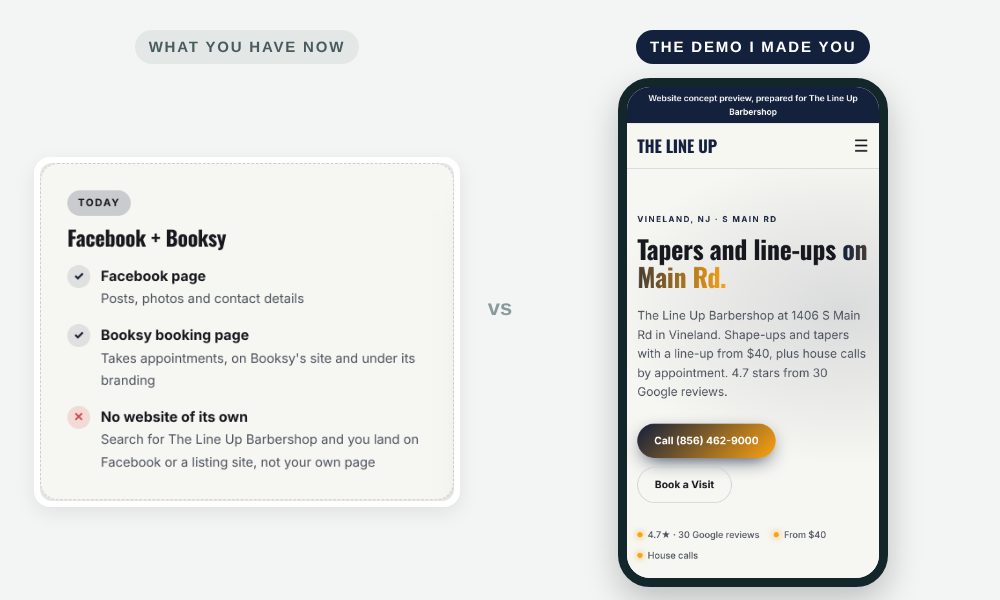 WHAT YOU HAVE NOW
TODAY
Facebook + Booksy
Facebook page
Posts, photos and contact details
Booksy booking page
Takes appointments, on Booksy's site and under its
branding
No website of its own
Search for The Line Up Barbershop and you land on
Facebook or a listing site, not your own page
vs
THE DEMO I MADE YOU
Website concept preview, prepared for The Line Up
Barbershop
THE LINE UP
VINELAND, NJ · S MAIN RD
Tapers and line-ups on
Main Rd.
The Line Up Barbershop at 1406 S Main
Rd in Vineland. Shape-ups and tapers
with a line-up from $40, plus house calls
by appointment. 4.7 stars from 30
Google reviews.
Call (856) 462-9000
Book a Visit
4.7★ · 30 Google reviews
From $40
House calls